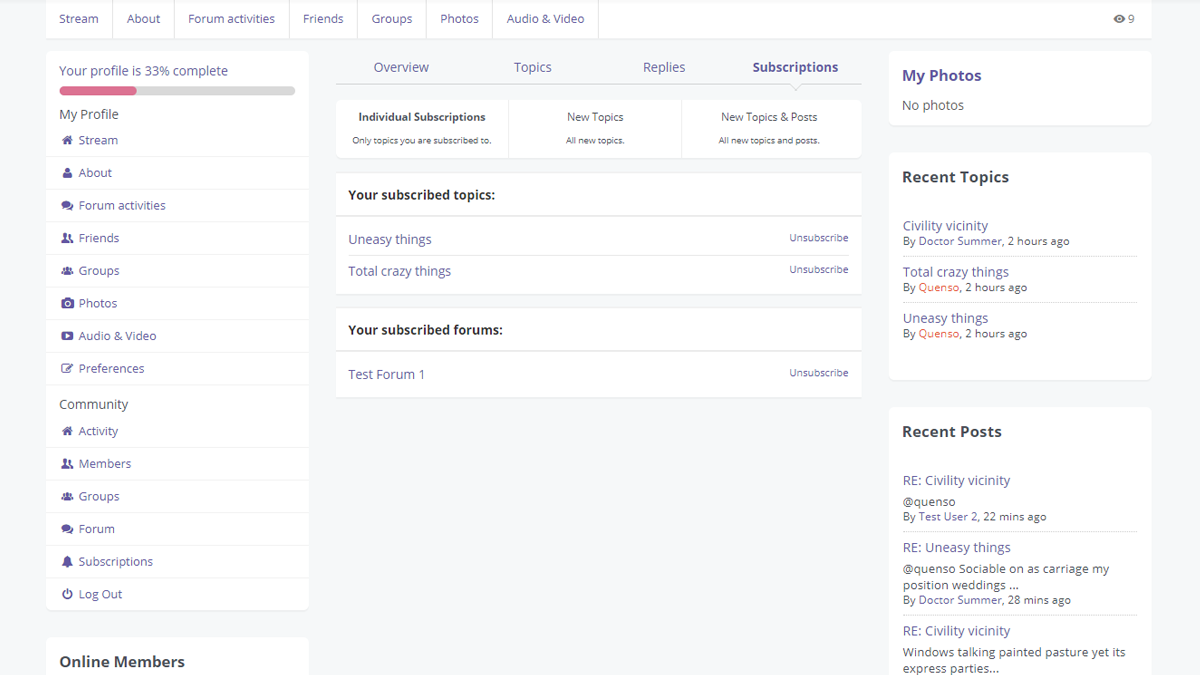 Stream About Forum activities Friends Groups Photos Audio & Video 9
Your profile is 33% complete
My Profile
Stream
About
Forum activities
Friends
Groups
Photos
Audio & Video
Preferences
Community
Activity
Members
Groups
Forum
Subscriptions
Log Out
Online Members
Overview Topics Replies Subscriptions
Individual Subscriptions
Only topics you are subscribed to.
New Topics
All new topics.
New Topics & Posts
All new topics and posts.
Your subscribed topics:
Uneasy things Unsubscribe
Total crazy things Unsubscribe
Your subscribed forums:
Test Forum 1 Unsubscribe
My Photos
No photos
Recent Topics
Civility vicinity
By Doctor Summer, 2 hours ago
Total crazy things
By Quenso, 2 hours ago
Uneasy things
By Quenso, 2 hours ago
Recent Posts
RE: Civility vicinity
@quenso
By Test User 2, 22 mins ago
RE: Uneasy things
@quenso Sociable on as carriage my
position weddings ...
By Doctor Summer, 28 mins ago
RE: Civility vicinity
Windows talking painted pasture yet its
express parties...